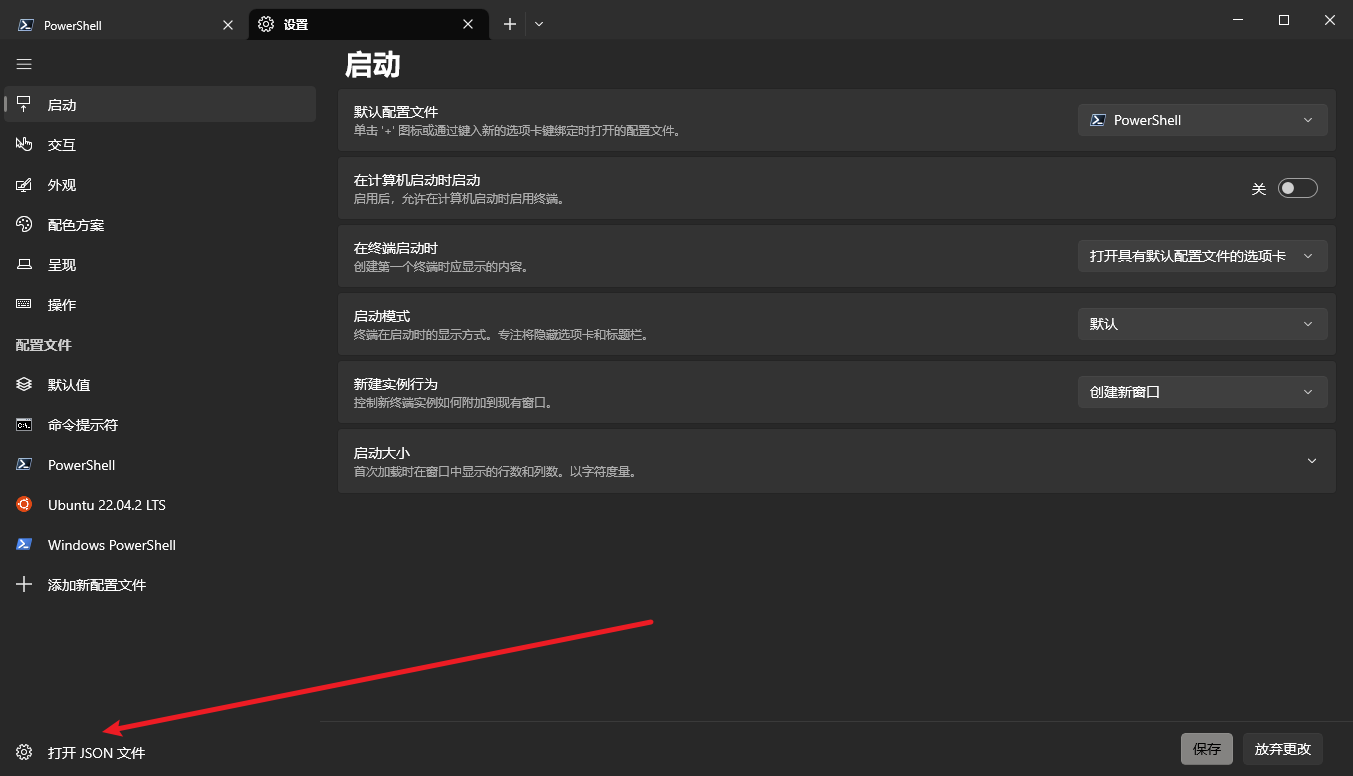 PowerShell
设置
启动
交互
外观
配色方案
呈现
操作
配置文件
默认值
命令提示符
PowerShell
Ubuntu 22.04.2 LTS
Windows PowerShell
添加新配置文件
打开 JSON 文件
启动
默认配置文件
单击 '+' 图标或通过键入新的选项卡键绑定时打开的配置文件。
PowerShell
在计算机启动时启动
启用后，允许在计算机启动时启用终端。
关
在终端启动时
创建第一个终端时应显示的内容。
打开具有默认配置文件的选项卡
启动模式
终端在启动时的显示方式。专注将隐藏选项卡和标题栏。
默认
新建实例行为
控制新终端实例如何附加到现有窗口。
创建新窗口
启动大小
首次加载时在窗口中显示的行数和列数。以字符度量。
保存
放弃更改